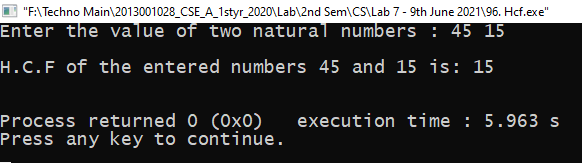 "F:\Techno Main\2013001028_CSE_A_1styr_2020\Lab\2nd Sem\CS\Lab 7 - 9th June 2021\96. Hcf.exe"
Enter the value of two natural numbers : 45 15
H.C.F of the entered numbers 45 and 15 is: 15
Process returned 0 (0x0)   execution time : 5.963 s
Press any key to continue.